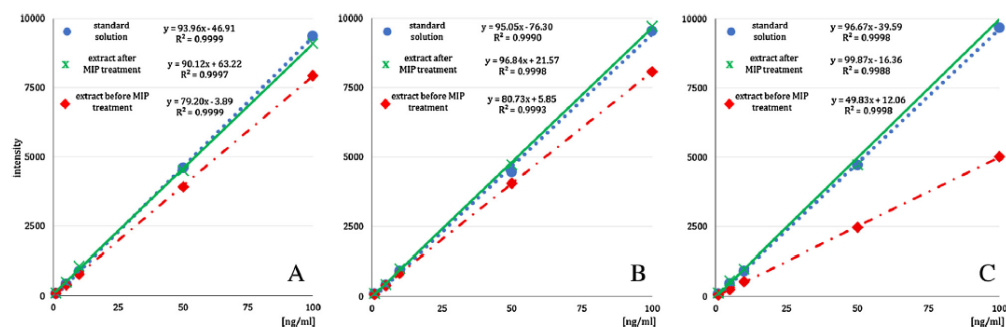 10000
7500
5000
2500
0
intensity
standard
solution
y = 93.96x - 46.91
R² = 0.9999
extract after
MIP treatment
y = 90.12x + 63.22
R² = 0.9997
extract before MIP
treatment
y = 79.20x - 3.89
R² = 0.9999
A
0 25 50 75 100
[ng/ml]
10000
7500
5000
2500
0
standard
solution
y = 95.05x - 76.30
R² = 0.9990
extract after
MIP treatment
y = 96.84x + 21.57
R² = 0.9998
extract before MIP
treatment
y = 80.73x + 5.85
R² = 0.9993
B
0 25 50 75 100
[ng/ml]
10000
7500
5000
2500
0
standard
solution
y = 96.67x - 39.59
R² = 0.9998
extract after
MIP treatment
y = 99.87x - 16.36
R² = 0.9988
extract before MIP
treatment
y = 49.83x + 12.06
R² = 0.9998
C
0 25 50 75 100
[ng/ml]